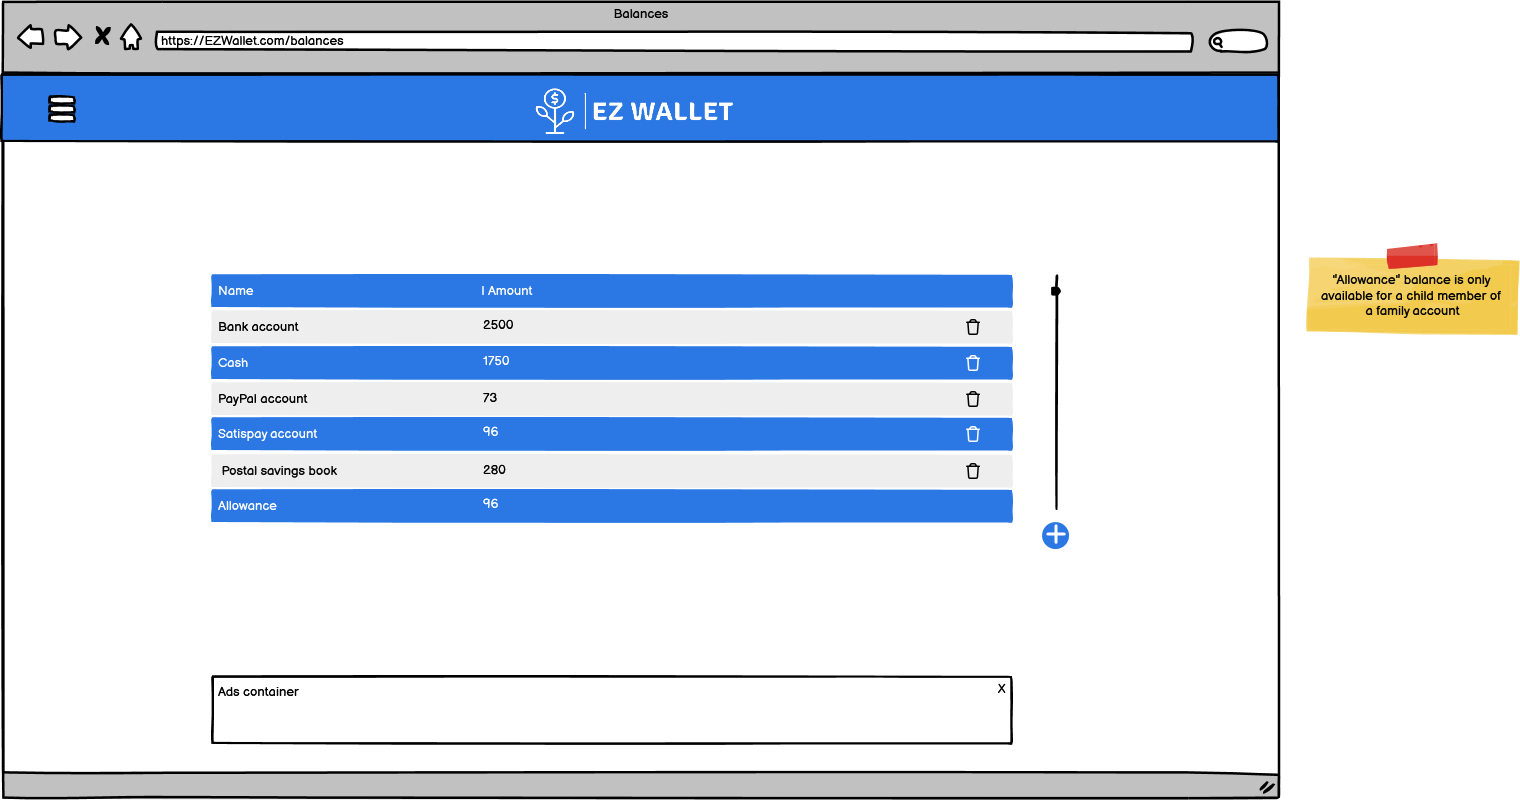 Balances
https://EZWallet.com/balances
$ EZ WALLET
Name | Amount
Bank account 2500
Cash 1750
PayPal account 73
Satispay account 96
Postal savings book 280
Allowance 96
Ads container X
"Allowance" balance is only
available for a child member of
a family account